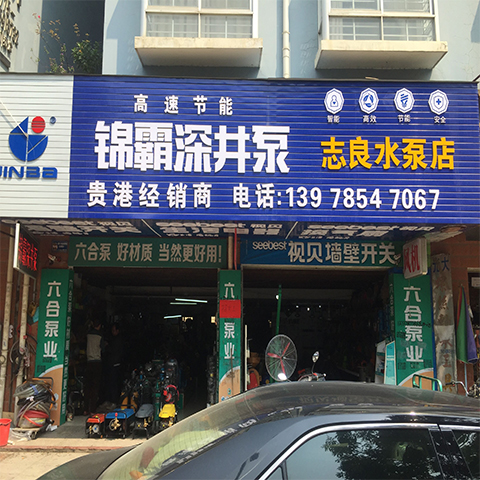 高速节能
智能 高效 节能 安全
JINBA
锦霸深井泵 志良水泵店
贵港经销商 电话:139 7854 7067
六合泵 好材质 当然更好用!
seebest 视贝墙壁开关
六合泵业
六合泵业
六合泵业